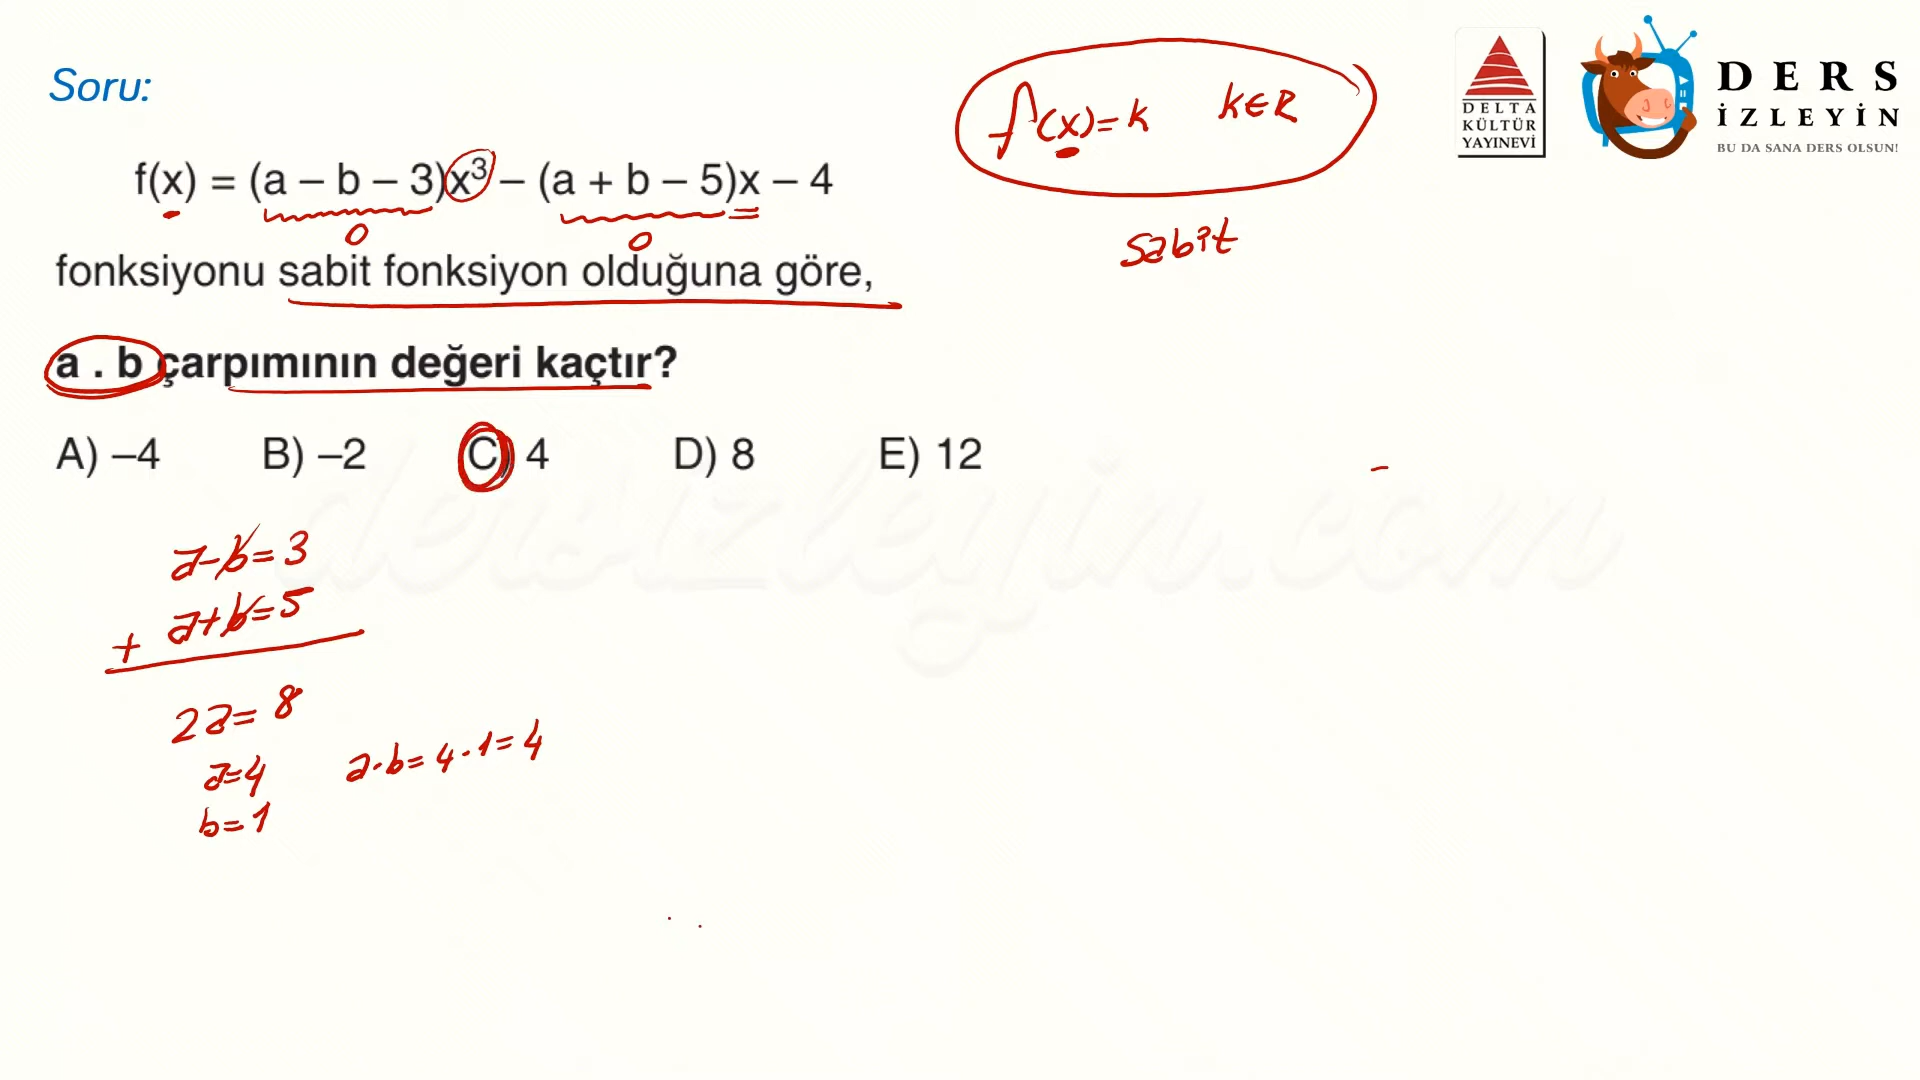 Soru:
f(x) = (a – b – 3)x³ – (a + b – 5)x – 4
0
0
fonksiyonu sabit fonksiyon olduğuna göre,
a . b çarpımının değeri kaçtır?
A) –4 B) –2 C) 4 D) 8 E) 12
f(x)=k k∈R
sabit
DELTA
KÜLTÜR
YAYINEVİ
DERS
İZLEYİN
BU DA SANA DERS OLSUN!
a-b=3
+ a+b=5
2a=8
a=4
b=1
a·b=4·1=4
dersizleyin.com